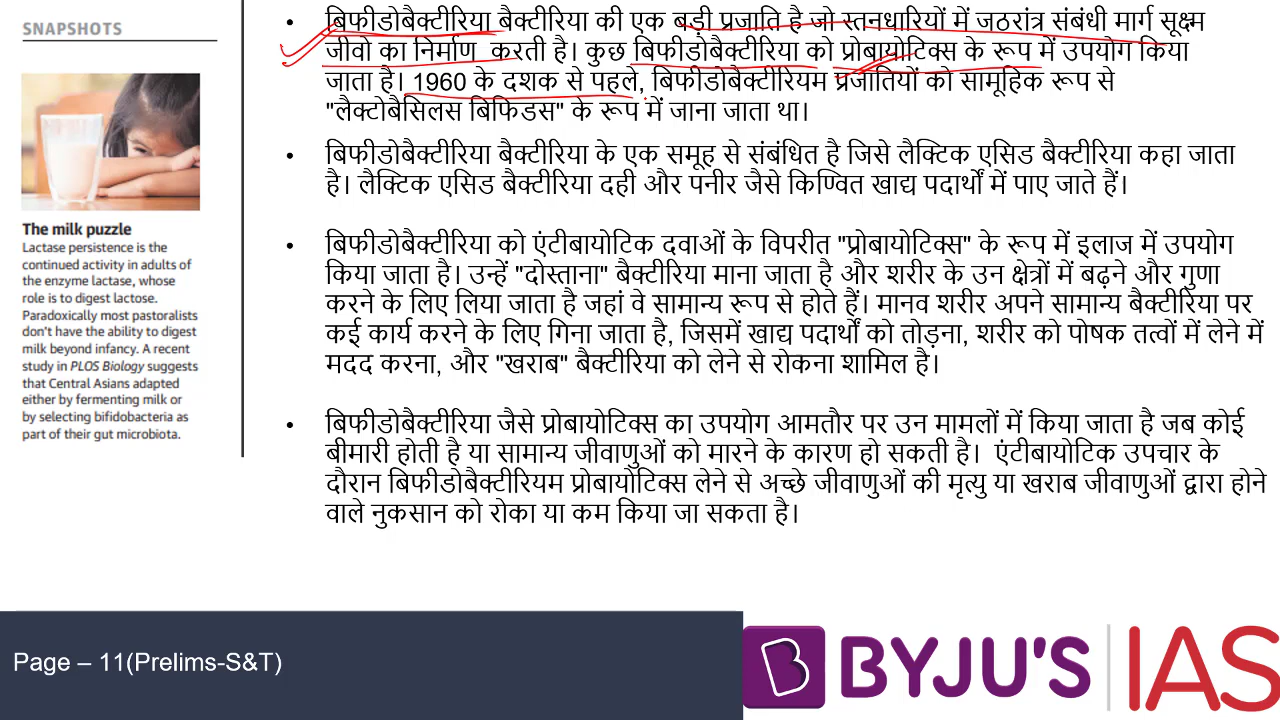 SNAPSHOTS
The milk puzzle
Lactase persistence is the
continued activity in adults of
the enzyme lactase, whose
role is to digest lactose.
Paradoxically most pastoralists
don't have the ability to digest
milk beyond infancy. A recent
study in PLOS Biology suggests
that Central Asians adapted
either by fermenting milk or
by selecting bifidobacteria as
part of their gut microbiota.
• बिफीडोबैक्टीरिया बैक्टीरिया की एक बड़ी प्रजाति है जो स्तनधारियों में जठरांत्र संबंधी मार्ग सूक्ष्म
जीवो का निर्माण करती है। कुछ बिफीडोबैक्टीरिया को प्रोबायोटिक्स के रूप में उपयोग किया
जाता है। 1960 के दशक से पहले, बिफीडोबैक्टीरियम प्रजातियों को सामूहिक रूप से
"लैक्टोबैसिलस बिफिडस" के रूप में जाना जाता था।
• बिफीडोबैक्टीरिया बैक्टीरिया के एक समूह से संबंधित है जिसे लैक्टिक एसिड बैक्टीरिया कहा जाता
है। लैक्टिक एसिड बैक्टीरिया दही और पनीर जैसे किण्वित खाद्य पदार्थों में पाए जाते हैं।
• बिफीडोबैक्टीरिया को एंटीबायोटिक दवाओं के विपरीत "प्रोबायोटिक्स" के रूप में इलाज में उपयोग
किया जाता है। उन्हें "दोस्ताना" बैक्टीरिया माना जाता है और शरीर के उन क्षेत्रों में बढ़ने और गुणा
करने के लिए लिया जाता है जहां वे सामान्य रूप से होते हैं। मानव शरीर अपने सामान्य बैक्टीरिया पर
कई कार्य करने के लिए गिना जाता है, जिसमें खाद्य पदार्थों को तोड़ना, शरीर को पोषक तत्वों में लेने में
मदद करना, और "खराब" बैक्टीरिया को लेने से रोकना शामिल है।
• बिफीडोबैक्टीरिया जैसे प्रोबायोटिक्स का उपयोग आमतौर पर उन मामलों में किया जाता है जब कोई
बीमारी होती है या सामान्य जीवाणुओं को मारने के कारण हो सकती है। एंटीबायोटिक उपचार के
दौरान बिफीडोबैक्टीरियम प्रोबायोटिक्स लेने से अच्छे जीवाणुओं की मृत्यु या खराब जीवाणुओं द्वारा होने
वाले नुकसान को रोका या कम किया जा सकता है।
Page – 11(Prelims-S&T)
BYJU'S IAS